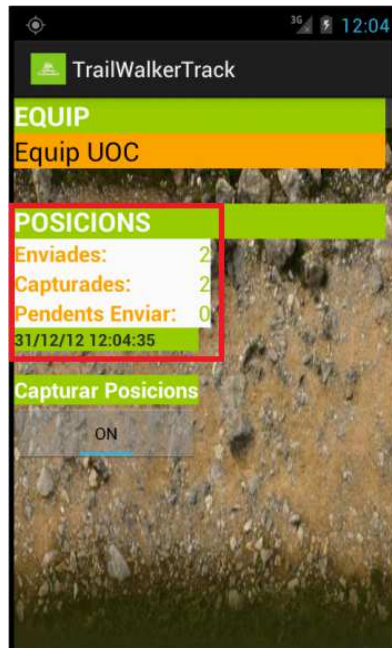 3G 12:04
TrailWalkerTrack
EQUIP
Equip UOC
POSICIONS
Enviades: 2
Capturades: 2
Pendents Enviar: 0
31/12/12 12:04:35
Capturar Posicions
ON